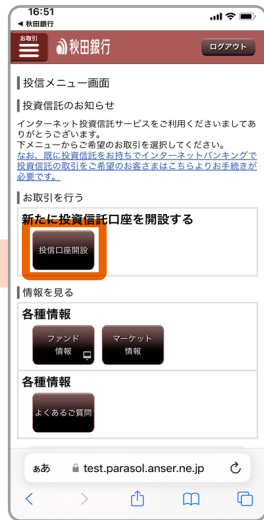 16:51
◀ 秋田銀行
お取引
秋田銀行
ログアウト
投信メニュー画面
投資信託のお知らせ
インターネット投資信託サービスをご利用くださいましてあ
りがとうございます。
下メニューからご希望のお取引を選択してください。
なお、既に投資信託をお持ちでインターネットバンキングで
投資信託の取引をご希望のお客さまはこちらよりお手続きが
必要です。
お取引を行う
新たに投資信託口座を開設する
投信口座開設
情報を見る
各種情報
ファンド
情報
マーケット
情報
各種情報
よくあるご質問
ぁあ
test.parasol.anser.ne.jp